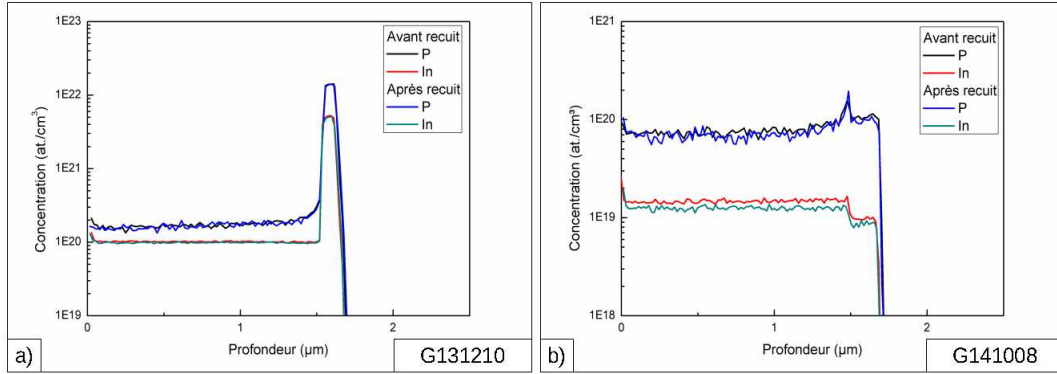 1E23
1E22
1E21
1E20
1E19
Concentration (at./cm³)
0
1
2
Profondeur (µm)
Avant recuit
P
In
Après recuit
P
In
a)
G131210
1E21
1E20
1E19
1E18
Concentration (at./cm³)
0
1
2
Profondeur (µm)
Avant recuit
P
In
Après recuit
P
In
b)
G141008